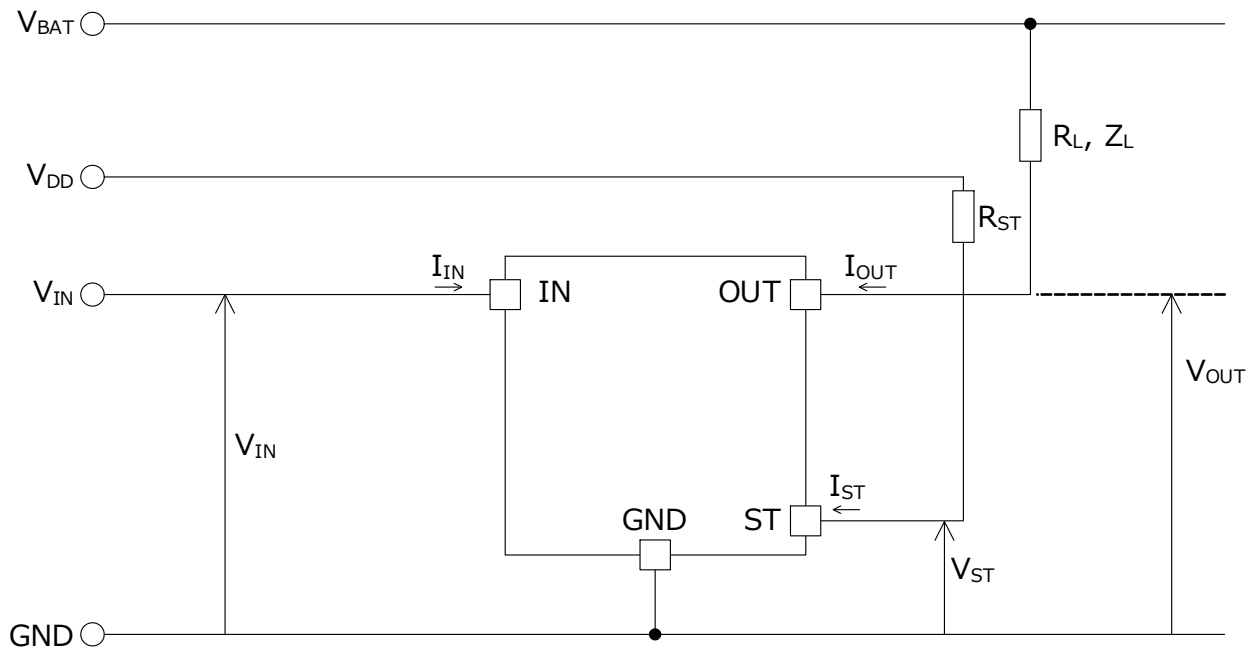 VBAT
RL, ZL
VDD
RST
IIN
IOUT
VIN
IN
OUT
VOUT
VIN
IST
GND
ST
VST
GND